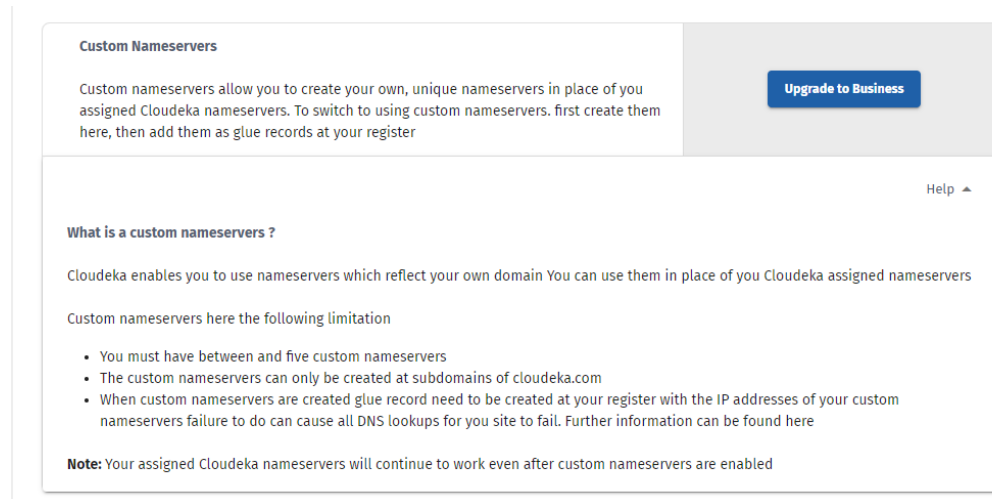 Custom Nameservers
Custom nameservers allow you to create your own, unique nameservers in place of you
assigned Cloudeka nameservers. To switch to using custom nameservers. first create them
here, then add them as glue records at your register
Upgrade to Business
Help
What is a custom nameservers ?
Cloudeka enables you to use nameservers which reflect your own domain You can use them in place of you Cloudeka assigned nameservers
Custom nameservers here the following limitation
• You must have between and five custom nameservers
• The custom nameservers can only be created at subdomains of cloudeka.com
• When custom nameservers are created glue record need to be created at your register with the IP addresses of your custom
nameservers failure to do can cause all DNS lookups for you site to fail. Further information can be found here
Note: Your assigned Cloudeka nameservers will continue to work even after custom nameservers are enabled